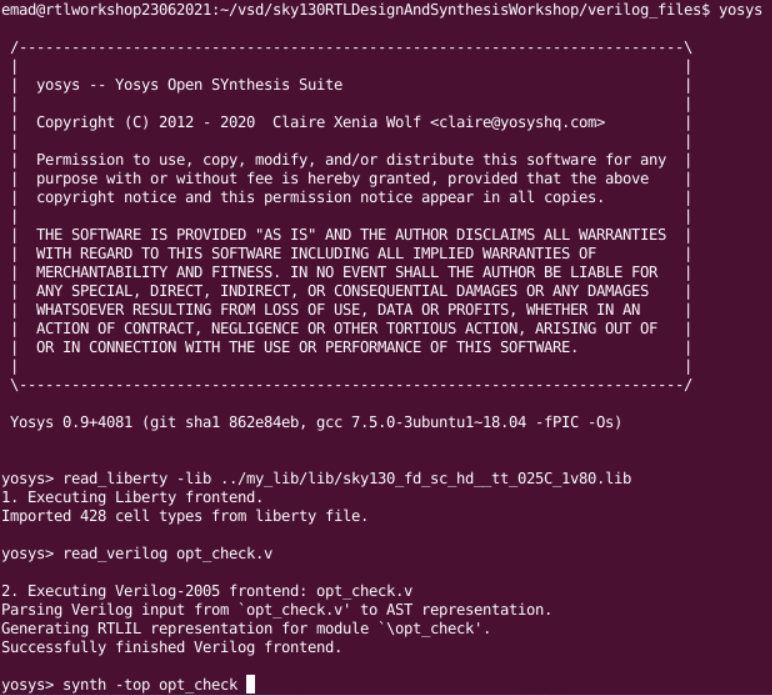 emad@rtlworkshop23062021:~/vsd/sky130RTLDesignAndSynthesisWorkshop/verilog_files$ yosys
/----------------------------------------------------------------------------\
|                                                                            |
|  yosys -- Yosys Open SYnthesis Suite                                       |
|                                                                            |
|  Copyright (C) 2012 - 2020  Claire Xenia Wolf <claire@yosyshq.com>         |
|                                                                            |
|  Permission to use, copy, modify, and/or distribute this software for any  |
|  purpose with or without fee is hereby granted, provided that the above    |
|  copyright notice and this permission notice appear in all copies.         |
|                                                                            |
|  THE SOFTWARE IS PROVIDED "AS IS" AND THE AUTHOR DISCLAIMS ALL WARRANTIES  |
|  WITH REGARD TO THIS SOFTWARE INCLUDING ALL IMPLIED WARRANTIES OF          |
|  MERCHANTABILITY AND FITNESS. IN NO EVENT SHALL THE AUTHOR BE LIABLE FOR   |
|  ANY SPECIAL, DIRECT, INDIRECT, OR CONSEQUENTIAL DAMAGES OR ANY DAMAGES    |
|  WHATSOEVER RESULTING FROM LOSS OF USE, DATA OR PROFITS, WHETHER IN AN     |
|  ACTION OF CONTRACT, NEGLIGENCE OR OTHER TORTIOUS ACTION, ARISING OUT OF   |
|  OR IN CONNECTION WITH THE USE OR PERFORMANCE OF THIS SOFTWARE.            |
|                                                                            |
\----------------------------------------------------------------------------/
Yosys 0.9+4081 (git sha1 862e84eb, gcc 7.5.0-3ubuntu1~18.04 -fPIC -Os)
yosys> read_liberty -lib ../my_lib/lib/sky130_fd_sc_hd__tt_025C_1v80.lib
1. Executing Liberty frontend.
Imported 428 cell types from liberty file.
yosys> read_verilog opt_check.v
2. Executing Verilog-2005 frontend: opt_check.v
Parsing Verilog input from `opt_check.v' to AST representation.
Generating RTLIL representation for module `\opt_check'.
Successfully finished Verilog frontend.
yosys> synth -top opt_check